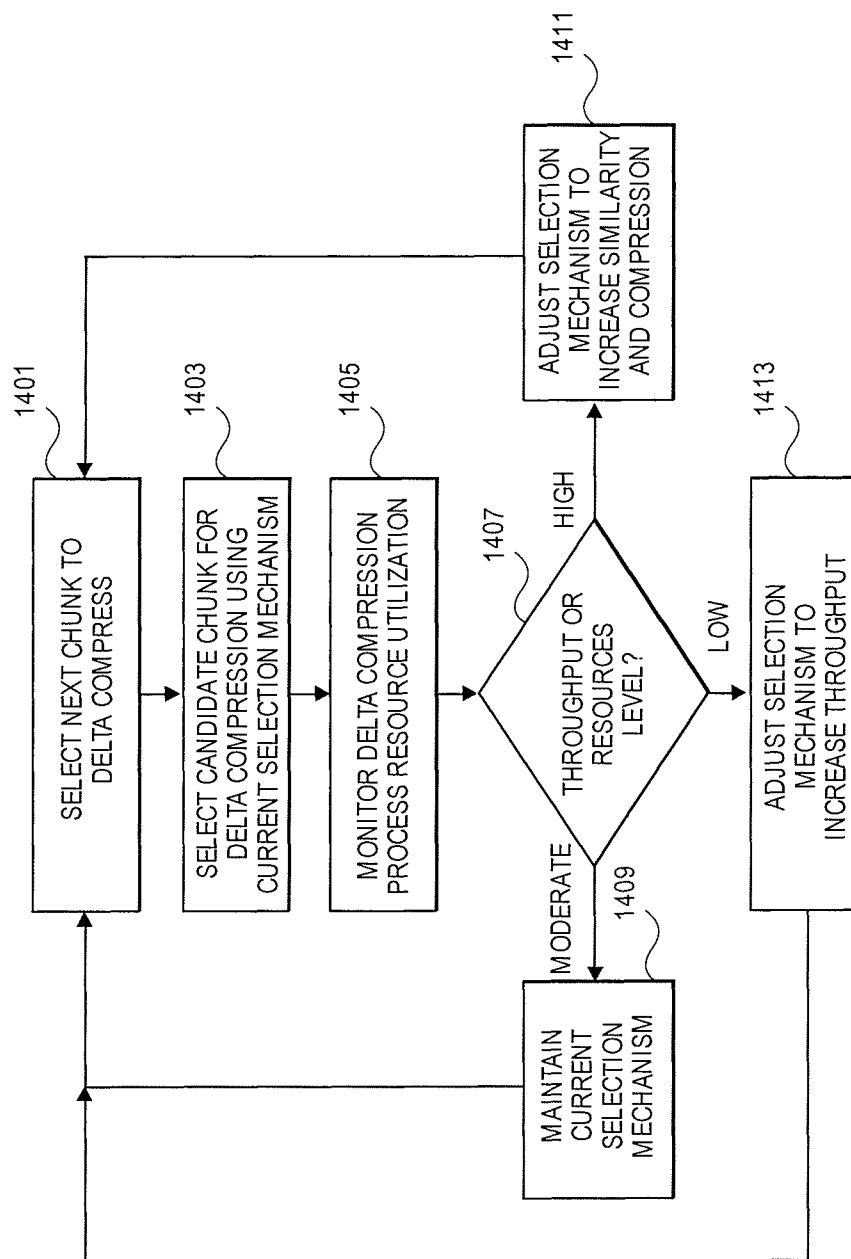 1401
SELECT NEXT CHUNK TO
DELTA COMPRESS
1403
SELECT CANDIDATE CHUNK FOR
DELTA COMPRESSION USING
CURRENT SELECTION MECHANISM
1405
MONITOR DELTA COMPRESSION
PROCESS RESOURCE UTILIZATION
1407
THROUGHPUT OR
RESOURCES
LEVEL?
MODERATE
HIGH
LOW
1409
MAINTAIN
CURRENT
SELECTION
MECHANISM
1411
ADJUST SELECTION
MECHANISM TO
INCREASE SIMILARITY
AND COMPRESSION
1413
ADJUST SELECTION
MECHANISM TO
INCREASE THROUGHPUT